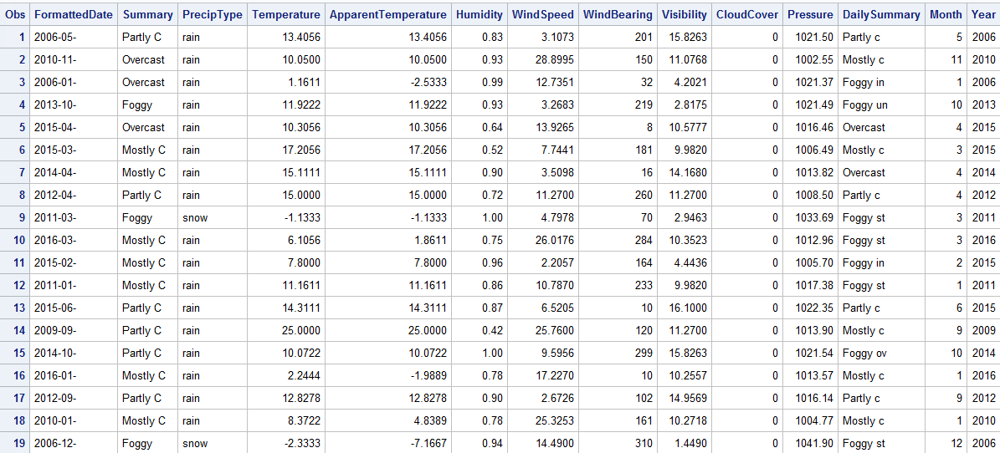 Obs FormattedDate Summary PrecipType Temperature ApparentTemperature Humidity WindSpeed WindBearing Visibility CloudCover Pressure DailySummary Month Year
1 2006-05- Partly C rain 13.4056 13.4056 0.83 3.1073 201 15.8263 0 1021.50 Partly c 5 2006
2 2010-11- Overcast rain 10.0500 10.0500 0.93 28.8995 150 11.0768 0 1002.55 Mostly c 11 2010
3 2006-01- Overcast rain 1.1611 -2.5333 0.99 12.7351 32 4.2021 0 1021.37 Foggy in 1 2006
4 2013-10- Foggy rain 11.9222 11.9222 0.93 3.2683 219 2.8175 0 1021.49 Foggy un 10 2013
5 2015-04- Overcast rain 10.3056 10.3056 0.64 13.9265 8 10.5777 0 1016.46 Overcast 4 2015
6 2015-03- Mostly C rain 17.2056 17.2056 0.52 7.7441 181 9.9820 0 1006.49 Mostly c 3 2015
7 2014-04- Mostly C rain 15.1111 15.1111 0.90 3.5098 16 14.1680 0 1013.82 Overcast 4 2014
8 2012-04- Partly C rain 15.0000 15.0000 0.72 11.2700 260 11.2700 0 1008.50 Partly c 4 2012
9 2011-03- Foggy snow -1.1333 -1.1333 1.00 4.7978 70 2.9463 0 1033.69 Foggy st 3 2011
10 2016-03- Mostly C rain 6.1056 1.8611 0.75 26.0176 284 10.3523 0 1012.96 Foggy st 3 2016
11 2015-02- Mostly C rain 7.8000 7.8000 0.96 2.2057 164 4.4436 0 1005.70 Foggy in 2 2015
12 2011-01- Mostly C rain 11.1611 11.1611 0.86 10.7870 233 9.9820 0 1017.38 Foggy st 1 2011
13 2015-06- Partly C rain 14.3111 14.3111 0.87 6.5205 10 16.1000 0 1022.35 Partly c 6 2015
14 2009-09- Partly C rain 25.0000 25.0000 0.42 25.7600 120 11.2700 0 1013.90 Mostly c 9 2009
15 2014-10- Partly C rain 10.0722 10.0722 1.00 9.5956 299 15.8263 0 1021.54 Foggy ov 10 2014
16 2016-01- Mostly C rain 2.2444 -1.9889 0.78 17.2270 10 10.2557 0 1013.57 Mostly c 1 2016
17 2012-09- Partly C rain 12.8278 12.8278 0.90 2.6726 102 14.9569 0 1016.14 Partly c 9 2012
18 2010-01- Mostly C rain 8.3722 4.8389 0.78 25.3253 161 10.2718 0 1004.77 Mostly c 1 2010
19 2006-12- Foggy snow -2.3333 -7.1667 0.94 14.4900 310 1.4490 0 1041.90 Foggy st 12 2006